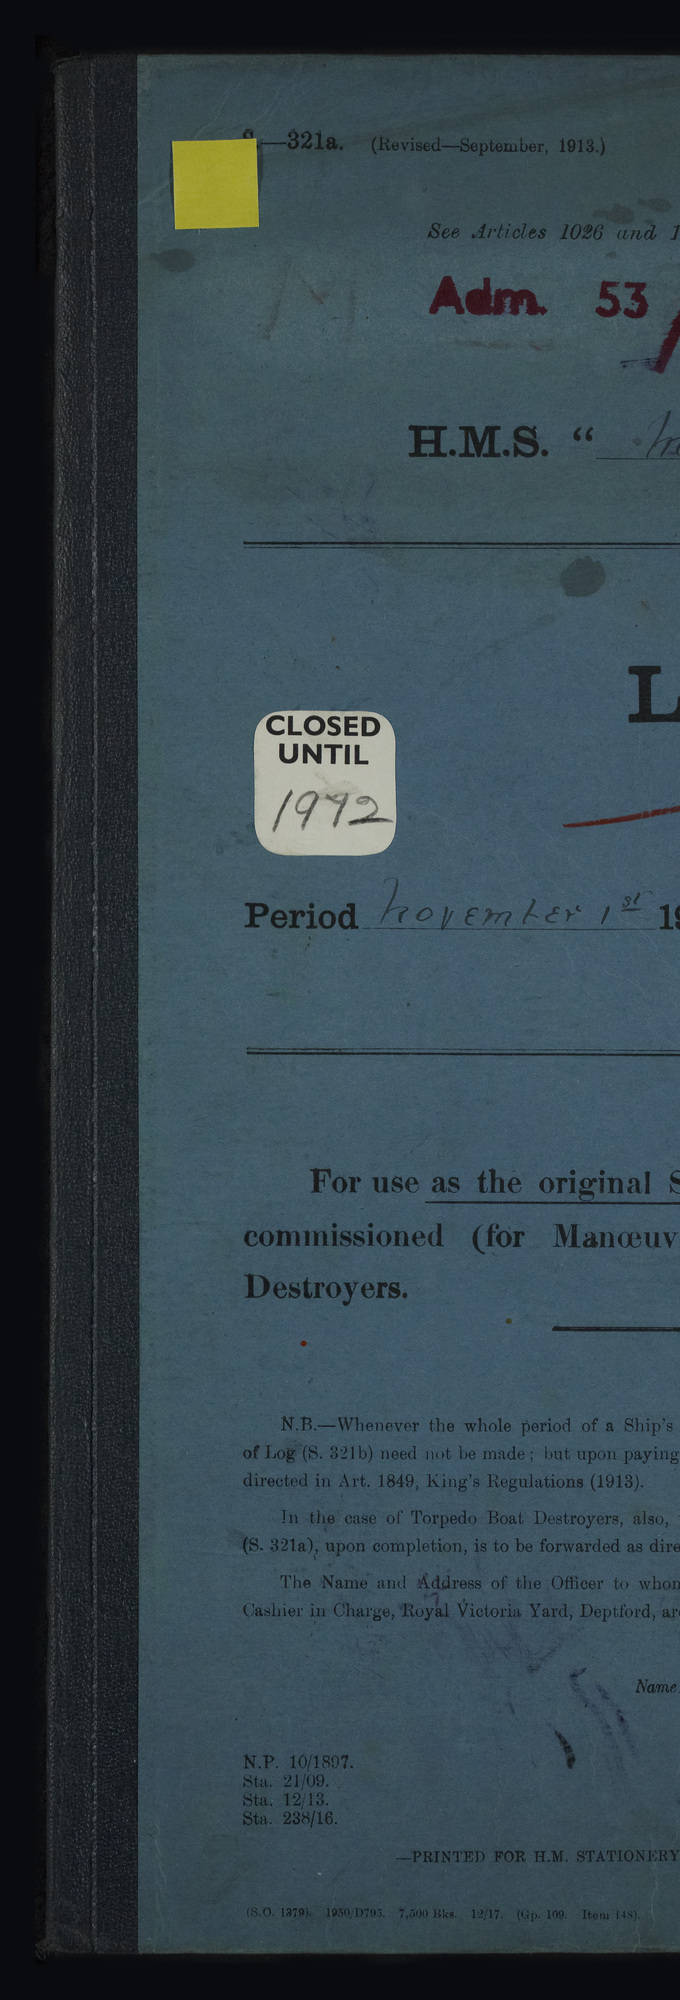 S.—321a. (Revised—September, 1913.)
See Articles 1026 and 1
Adm. 53
H.M.S. "
L
CLOSED
UNTIL
1992
Period November 1st 19
For use as the original S
commissioned (for Manœuv
Destroyers.
N.B.—Whenever the whole period of a Ship's
of Log (S. 321b) need not be made; but upon paying
directed in Art. 1849, King's Regulations (1913).
In the case of Torpedo Boat Destroyers, also,
(S. 321a), upon completion, is to be forwarded as dire
The Name and Address of the Officer to whom
Cashier in Charge, Royal Victoria Yard, Deptford, are
Name
N.P. 10/1897.
Sta. 21/09.
Sta. 12/13.
Sta. 238/16.
—PRINTED FOR H.M. STATIONERY
(S.O. 1379). 1950/D795. 7,500 Bks. 12/17. (Gp. 109. Item 148).